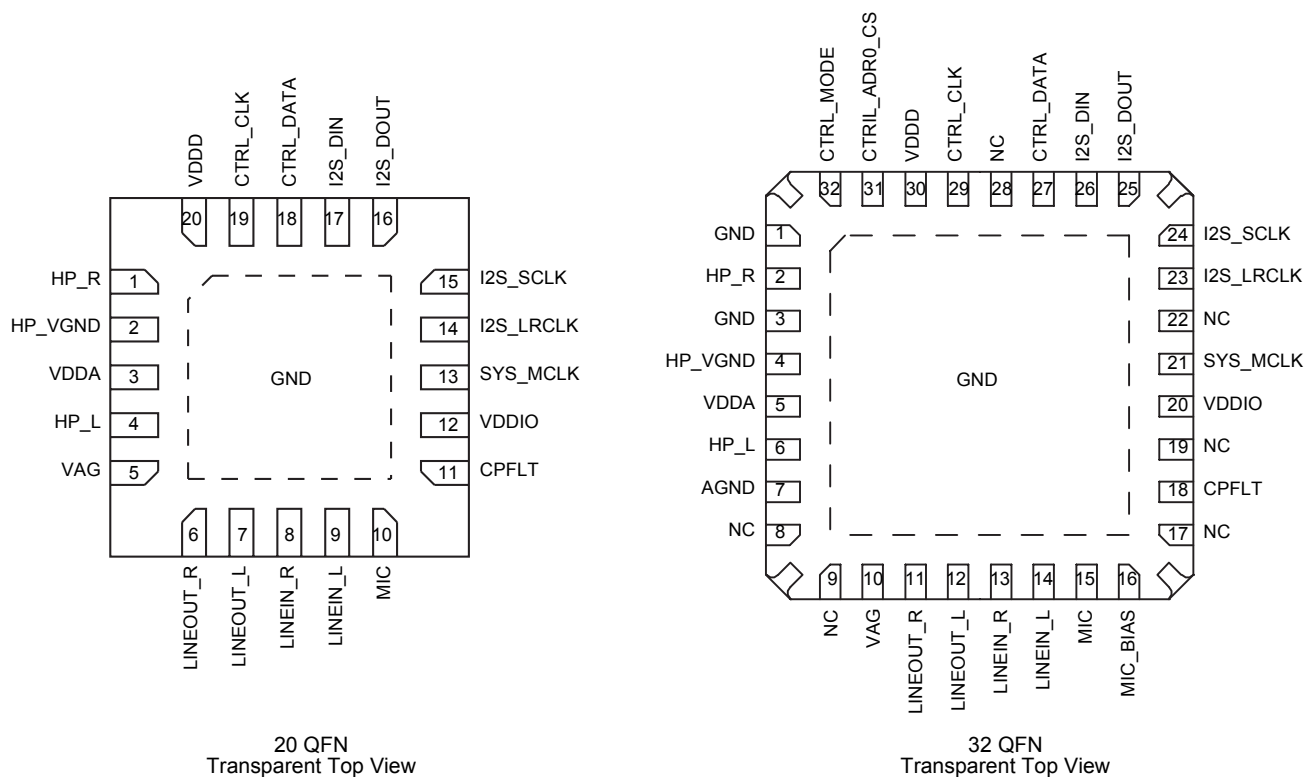 VDDD
CTRL_CLK
CTRL_DATA
I2S_DIN
I2S_DOUT
20
19
18
17
16
HP_R 1
HP_VGND 2
VDDA 3
HP_L 4
VAG 5
GND
15 I2S_SCLK
14 I2S_LRCLK
13 SYS_MCLK
12 VDDIO
11 CPFLT
6
7
8
9
10
LINEOUT_R
LINEOUT_L
LINEIN_R
LINEIN_L
MIC
20 QFN
Transparent Top View
CTRL_MODE
CTRIL_ADR0_CS
VDDD
CTRL_CLK
NC
CTRL_DATA
I2S_DIN
I2S_DOUT
32
31
30
29
28
27
26
25
GND 1
HP_R 2
GND 3
HP_VGND 4
VDDA 5
HP_L 6
AGND 7
NC 8
GND
24 I2S_SCLK
23 I2S_LRCLK
22 NC
21 SYS_MCLK
20 VDDIO
19 NC
18 CPFLT
17 NC
9
10
11
12
13
14
15
16
NC
VAG
LINEOUT_R
LINEOUT_L
LINEIN_R
LINEIN_L
MIC
MIC_BIAS
32 QFN
Transparent Top View